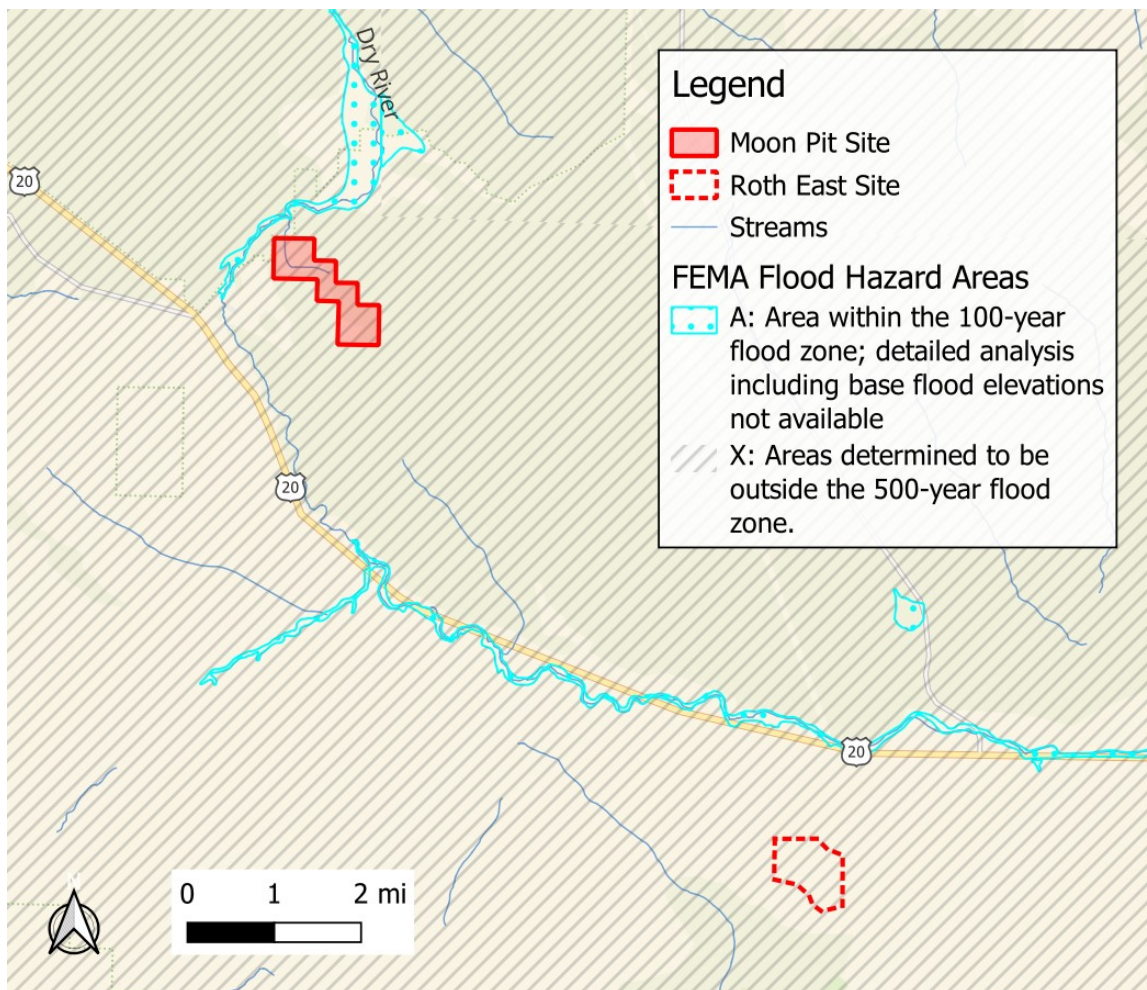 Dry River
20
Legend
Moon Pit Site
Roth East Site
Streams
FEMA Flood Hazard Areas
A: Area within the 100-year
flood zone; detailed analysis
including base flood elevations
not available
X: Areas determined to be
outside the 500-year flood
zone.
20
20
0 1 2 mi
N